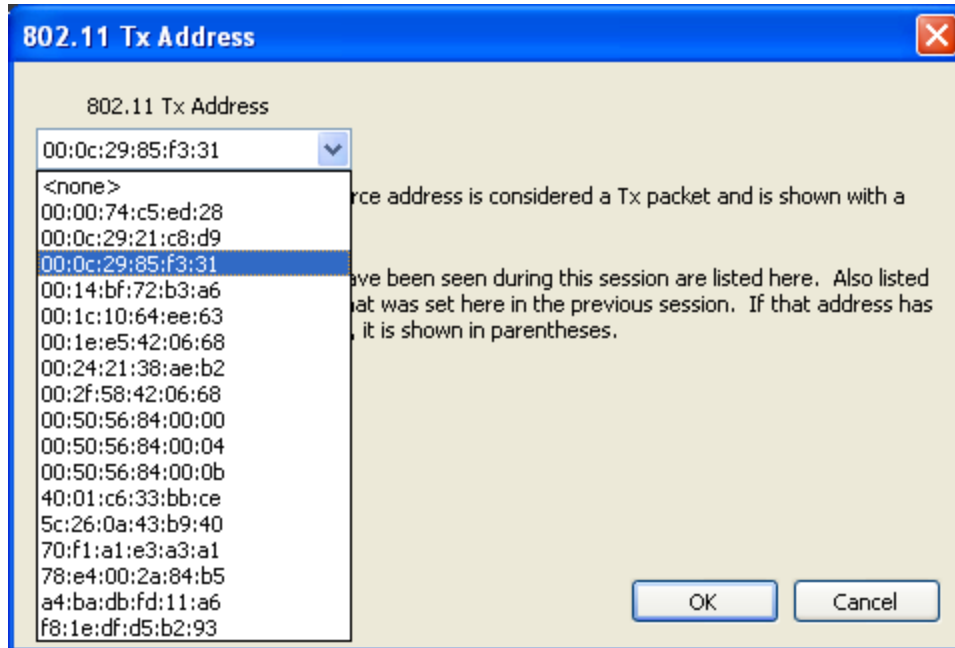 802.11 Tx Address
802.11 Tx Address
00:0c:29:85:f3:31
<none>
00:00:74:c5:ed:28
00:0c:29:21:c8:d9
00:0c:29:85:f3:31
00:14:bf:72:b3:a6
00:1c:10:64:ee:63
00:1e:e5:42:06:68
00:24:21:38:ae:b2
00:2f:58:42:06:68
00:50:56:84:00:00
00:50:56:84:00:04
00:50:56:84:00:0b
40:01:c6:33:bb:ce
5c:26:0a:43:b9:40
70:f1:a1:e3:a3:a1
78:e4:00:2a:84:b5
a4:ba:db:fd:11:a6
f8:1e:df:d5:b2:93
address is considered a Tx packet and is shown with a
been seen during this session are listed here. Also listed
was set here in the previous session. If that address has
, it is shown in parentheses.
OK
Cancel